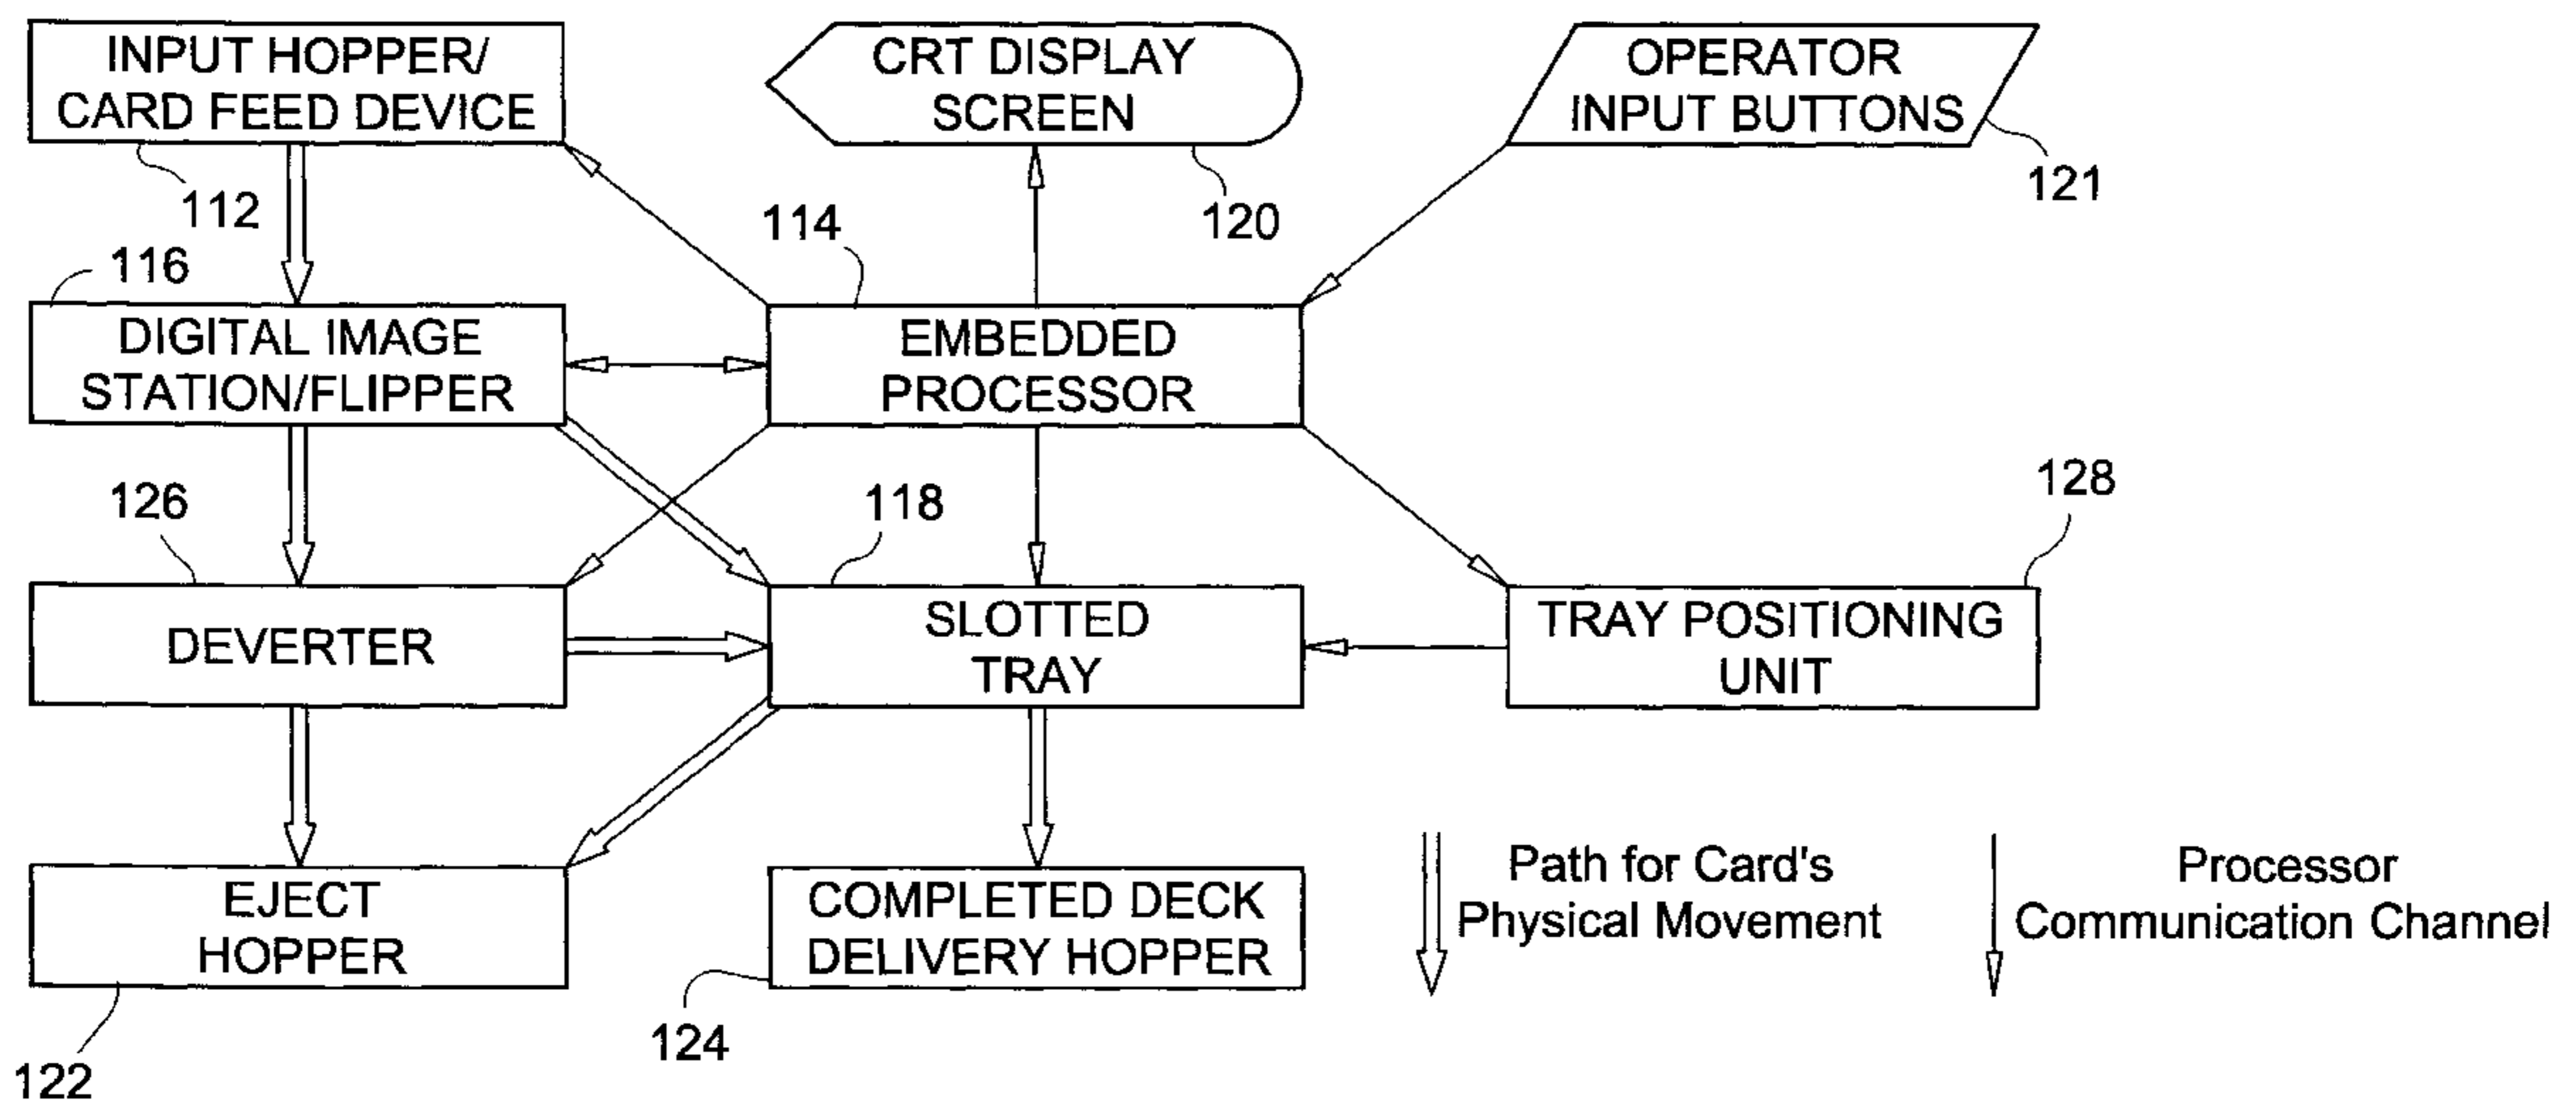 INPUT HOPPER/
CARD FEED DEVICE
112
CRT DISPLAY
SCREEN
120
OPERATOR
INPUT BUTTONS
121
116
DIGITAL IMAGE
STATION/FLIPPER
114
EMBEDDED
PROCESSOR
126
DEVERTER
118
SLOTTED
TRAY
128
TRAY POSITIONING
UNIT
EJECT
HOPPER
122
COMPLETED DECK
DELIVERY HOPPER
124
Path for Card's
Physical Movement
Processor
Communication Channel